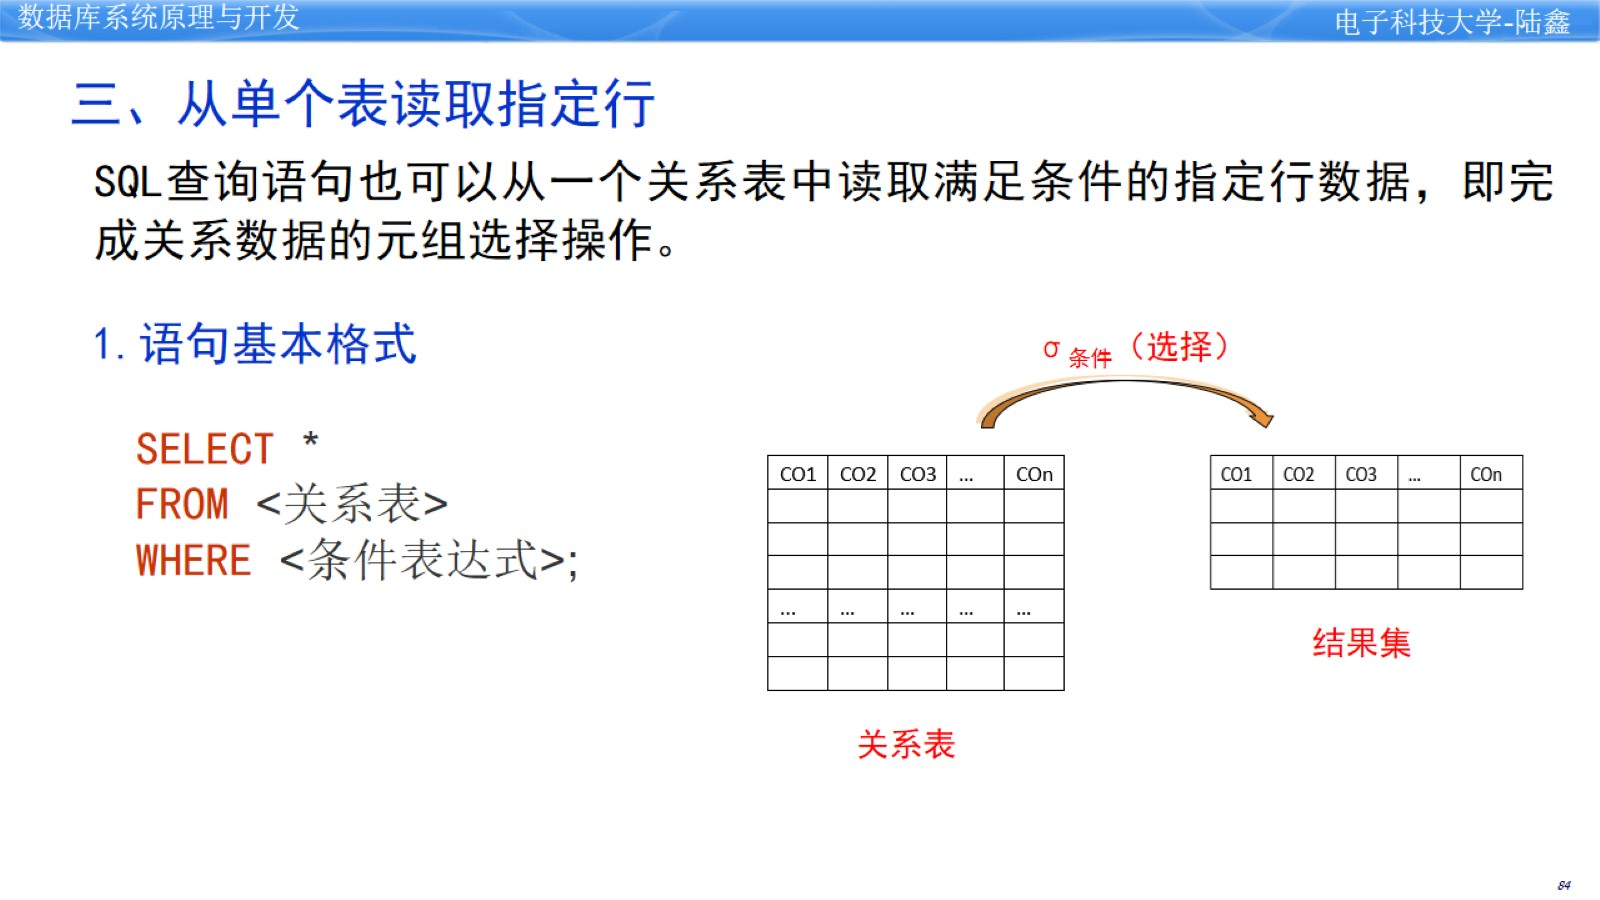 数据库系统原理与开发
电子科技大学-陆鑫
三、从单个表读取指定行
SQL查询语句也可以从一个关系表中读取满足条件的指定行数据，即完
成关系数据的元组选择操作。
1.语句基本格式
SELECT *
FROM <关系表>
WHERE <条件表达式>;
σ 条件（选择）
CO1 CO2 CO3 ... COn
... ... ... ... ...
关系表
CO1 CO2 CO3 ... COn
结果集
84